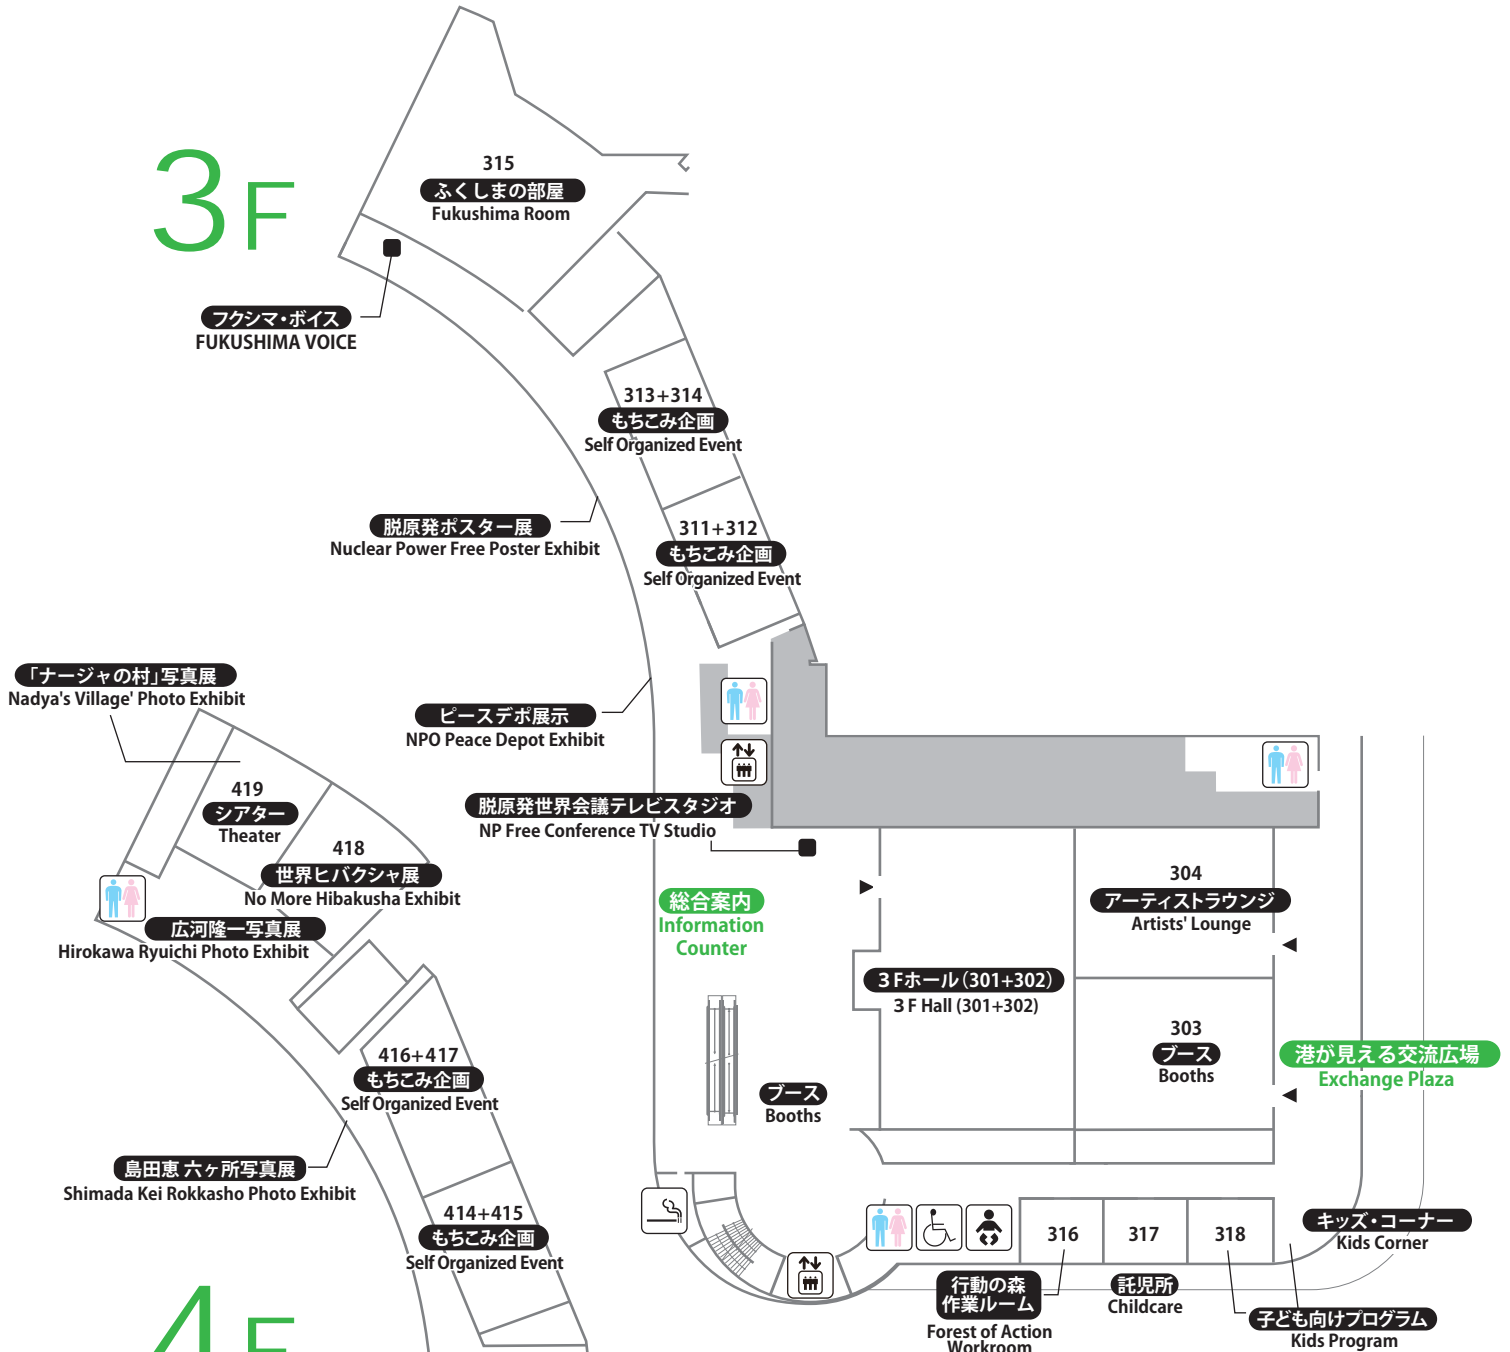 3F
315
ふくしまの部屋
Fukushima Room
フクシマ・ボイス
FUKUSHIMA VOICE
313+314
もちこみ企画
Self Organized Event
脱原発ポスター展
Nuclear Power Free Poster Exhibit
311+312
もちこみ企画
Self Organized Event
「ナージャの村」写真展
Nadya's Village' Photo Exhibit
ピースデポ展示
NPO Peace Depot Exhibit
419
シアター
Theater
脱原発世界会議テレビスタジオ
NP Free Conference TV Studio
418
世界ヒバクシャ展
No More Hibakusha Exhibit
広河隆一写真展
Hirokawa Ryuichi Photo Exhibit
総合案内
Information
Counter
304
アーティストラウンジ
Artists' Lounge
3Fホール(301+302)
3F Hall (301+302)
303
ブース
Booths
港が見える交流広場
Exchange Plaza
416+417
もちこみ企画
Self Organized Event
ブース
Booths
島田恵 六ヶ所写真展
Shimada Kei Rokkasho Photo Exhibit
414+415
もちこみ企画
Self Organized Event
316
317
318
キッズ・コーナー
Kids Corner
行動の森
作業ルーム
Forest of Action
Workroom
託児所
Childcare
子ども向けプログラム
Kids Program
4F